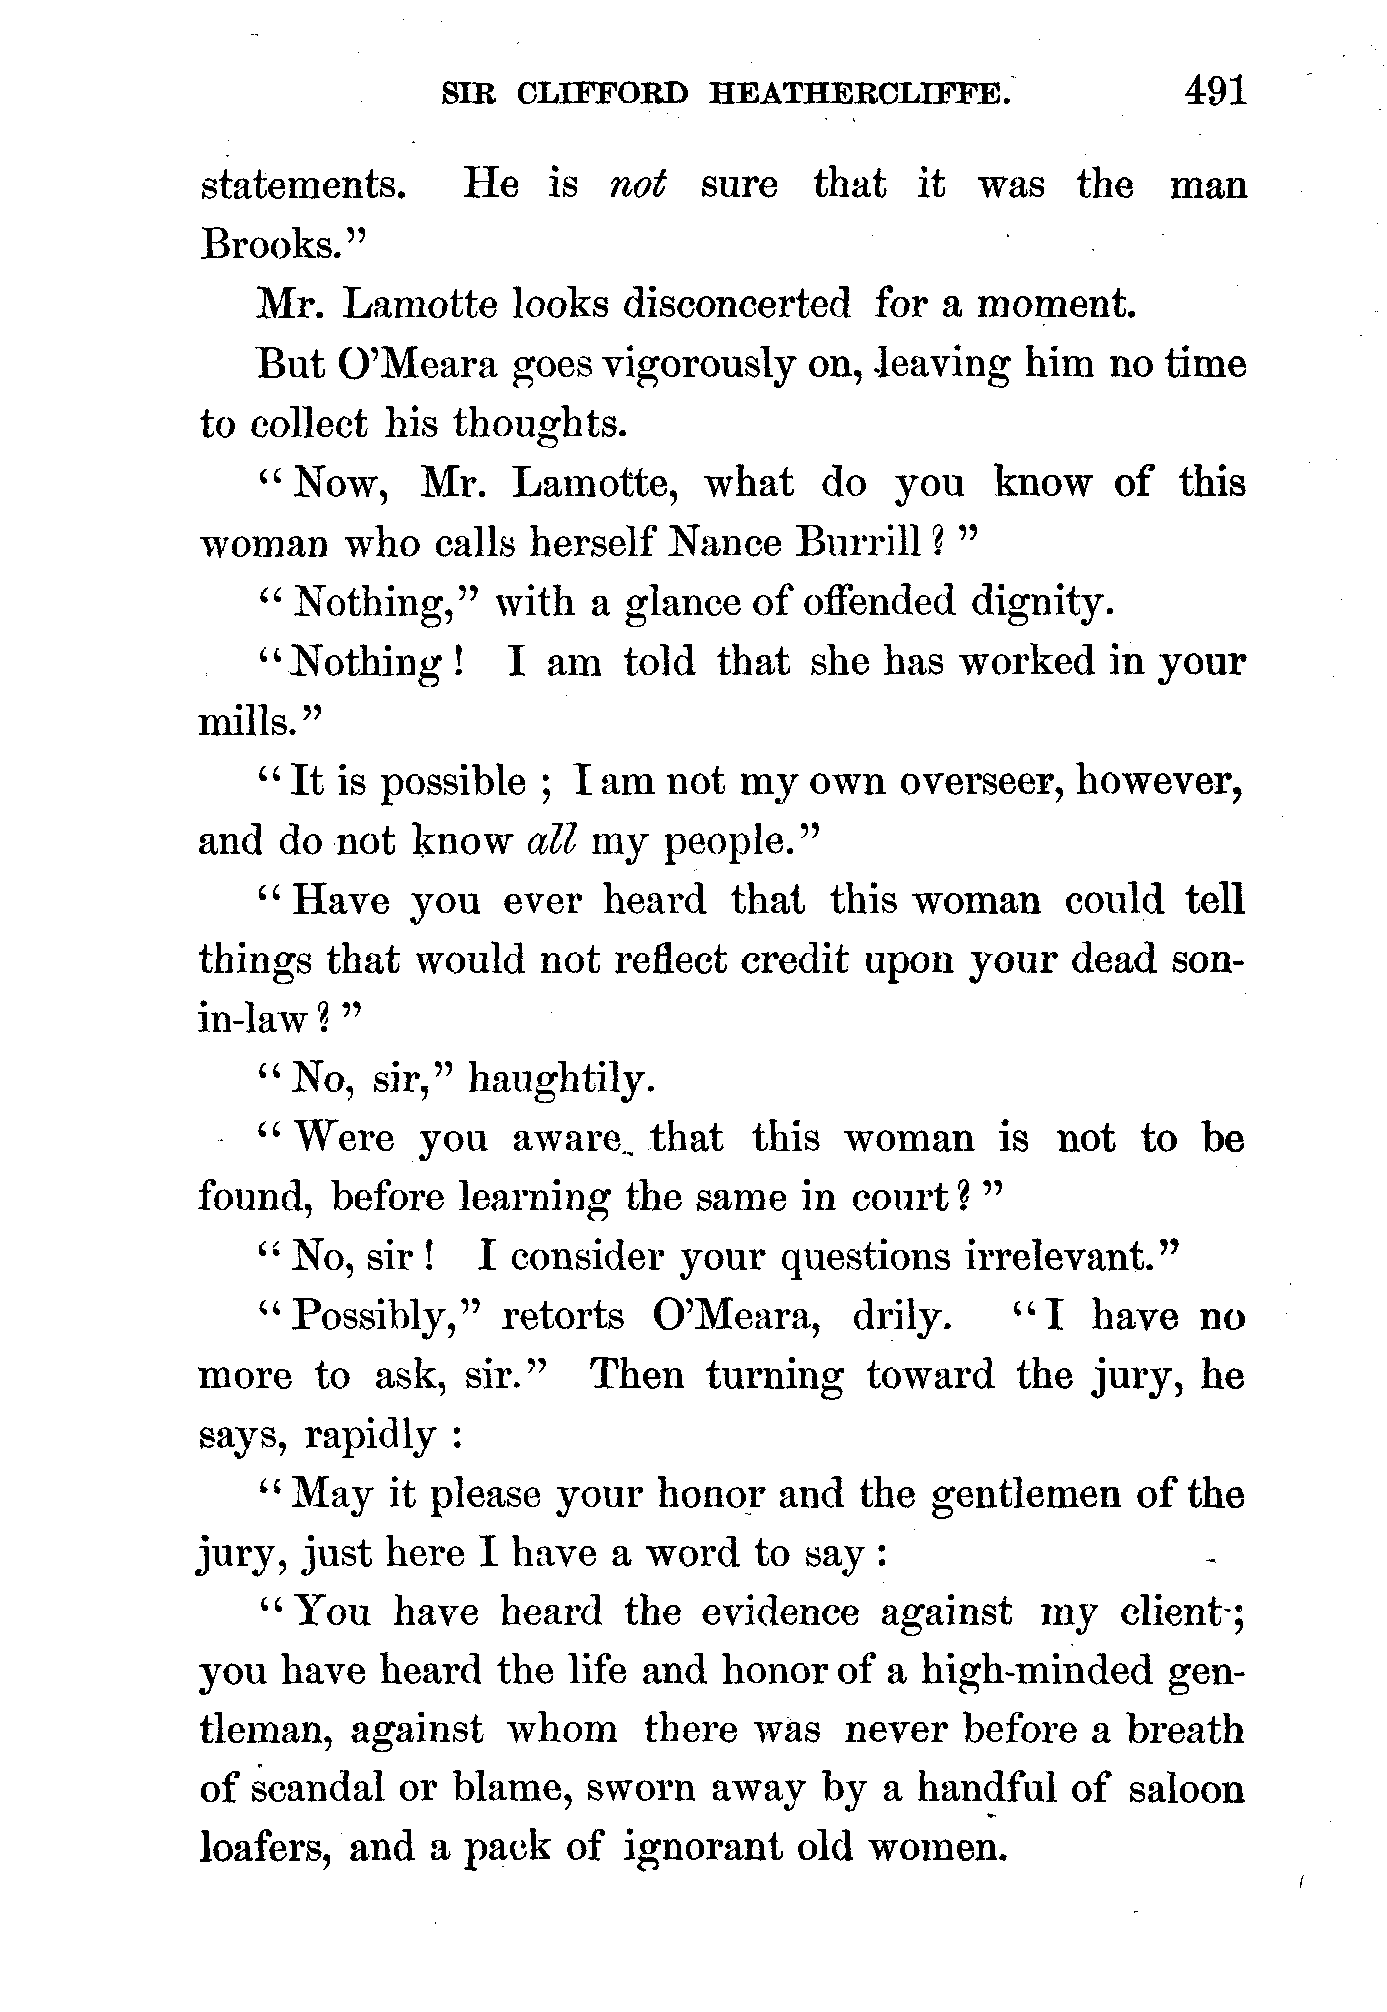 SIR CLIFFORD HEATHERCLIFFE. 491
statements. He is not sure that it was the man
Brooks."
Mr. Lamotte looks disconcerted for a moment.
But O'Meara goes vigorously on, leaving him no time
to collect his thoughts.
"Now, Mr. Lamotte, what do you know of this
woman who calls herself Nance Burrill?"
"Nothing," with a glance of offended dignity.
"Nothing! I am told that she has worked in your
mills."
"It is possible; I am not my own overseer, however,
and do not know all my people."
"Have you ever heard that this woman could tell
things that would not reflect credit upon your dead son-
in-law?"
"No, sir," haughtily.
"Were you aware that this woman is not to be
found, before learning the same in court?"
"No, sir! I consider your questions irrelevant."
"Possibly," retorts O'Meara, drily. "I have no
more to ask, sir." Then turning toward the jury, he
says, rapidly:
"May it please your honor and the gentlemen of the
jury, just here I have a word to say:
"You have heard the evidence against my client;
you have heard the life and honor of a high-minded gen-
tleman, against whom there was never before a breath
of scandal or blame, sworn away by a handful of saloon
loafers, and a pack of ignorant old women.